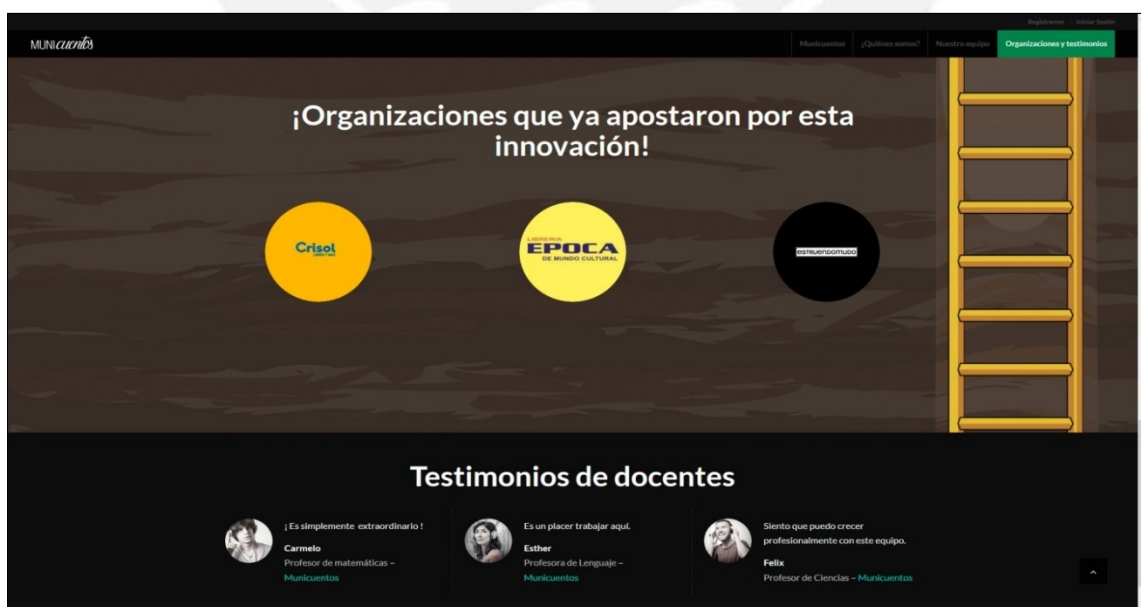 Registrarme Iniciar Sesión
MUNICUENTOS Municuentos ¿Quiénes somos? Nuestro equipo Organizaciones y testimonios
¡Organizaciones que ya apostaron por esta
innovación!
Crisol
LIBRERIA
EPOCA
DE MUNDO CULTURAL
estruendomudo
Testimonios de docentes
¡ Es simplemente extraordinario !
Carmelo
Profesor de matemáticas –
Municuentos
Es un placer trabajar aquí.
Esther
Profesora de Lenguaje –
Municuentos
Siento que puedo crecer
profesionalmente con este equipo.
Felix
Profesor de Ciencias – Municuentos